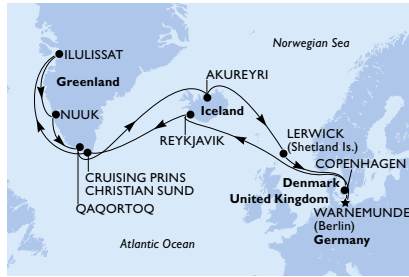 Norwegian Sea
ILULISSAT
AKUREYRI
Greenland
Iceland
NUUK
LERWICK
(Shetland Is.)
REYKJAVIK
COPENHAGEN
CRUISING PRINS
CHRISTIAN SUND
Denmark
United Kingdom
QAQORTOQ
WARNEMUNDE
(Berlin)
Germany
Atlantic Ocean